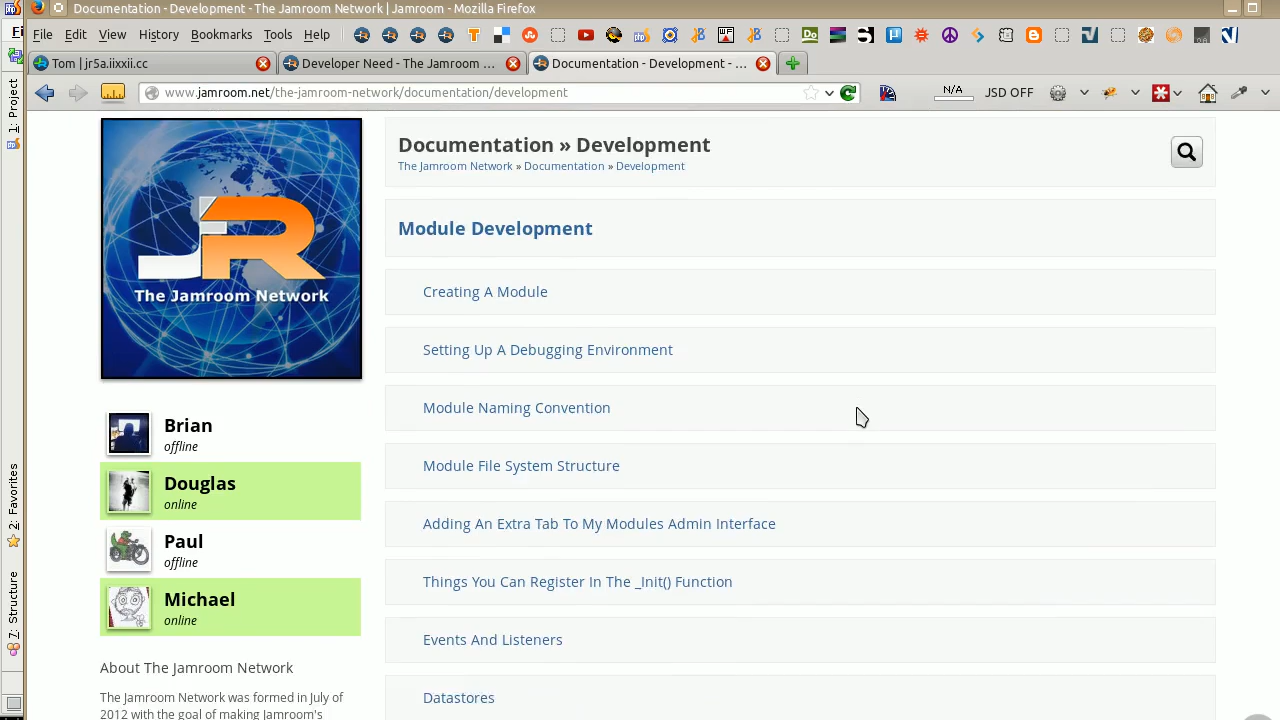 Documentation - Development - The Jamroom Network | Jamroom - Mozilla Firefox
File Edit View History Bookmarks Tools Help
Tom | jr5a.iixxii.cc
Developer Need - The Jamroom ...
Documentation - Development - ...
www.jamroom.net/the-jamroom-network/documentation/development
N/A
JSD OFF
1: Project
2: Favorites
7: Structure
JR
The Jamroom Network
Brian
offline
Douglas
online
Paul
offline
Michael
online
About The Jamroom Network
The Jamroom Network was formed in July of
2012 with the goal of making Jamroom's
Documentation » Development
The Jamroom Network » Documentation » Development
Module Development
Creating A Module
Setting Up A Debugging Environment
Module Naming Convention
Module File System Structure
Adding An Extra Tab To My Modules Admin Interface
Things You Can Register In The _Init() Function
Events And Listeners
Datastores